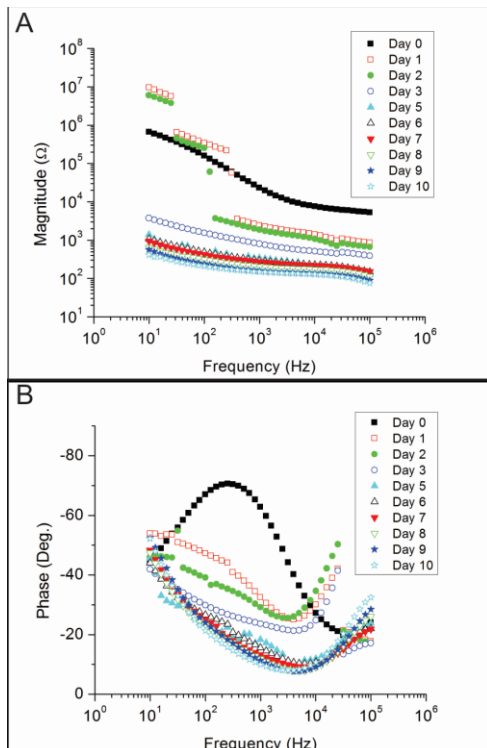 A
10⁸
10⁷
10⁶
10⁵
10⁴
10³
10²
10¹
Magnitude (Ω)
10⁰ 10¹ 10² 10³ 10⁴ 10⁵ 10⁶
Frequency (Hz)
Day 0
Day 1
Day 2
Day 3
Day 5
Day 6
Day 7
Day 8
Day 9
Day 10
B
-80
-60
-40
-20
0
Phase (Deg.)
10⁰ 10¹ 10² 10³ 10⁴ 10⁵ 10⁶
Frequency (Hz)
Day 0
Day 1
Day 2
Day 3
Day 5
Day 6
Day 7
Day 8
Day 9
Day 10